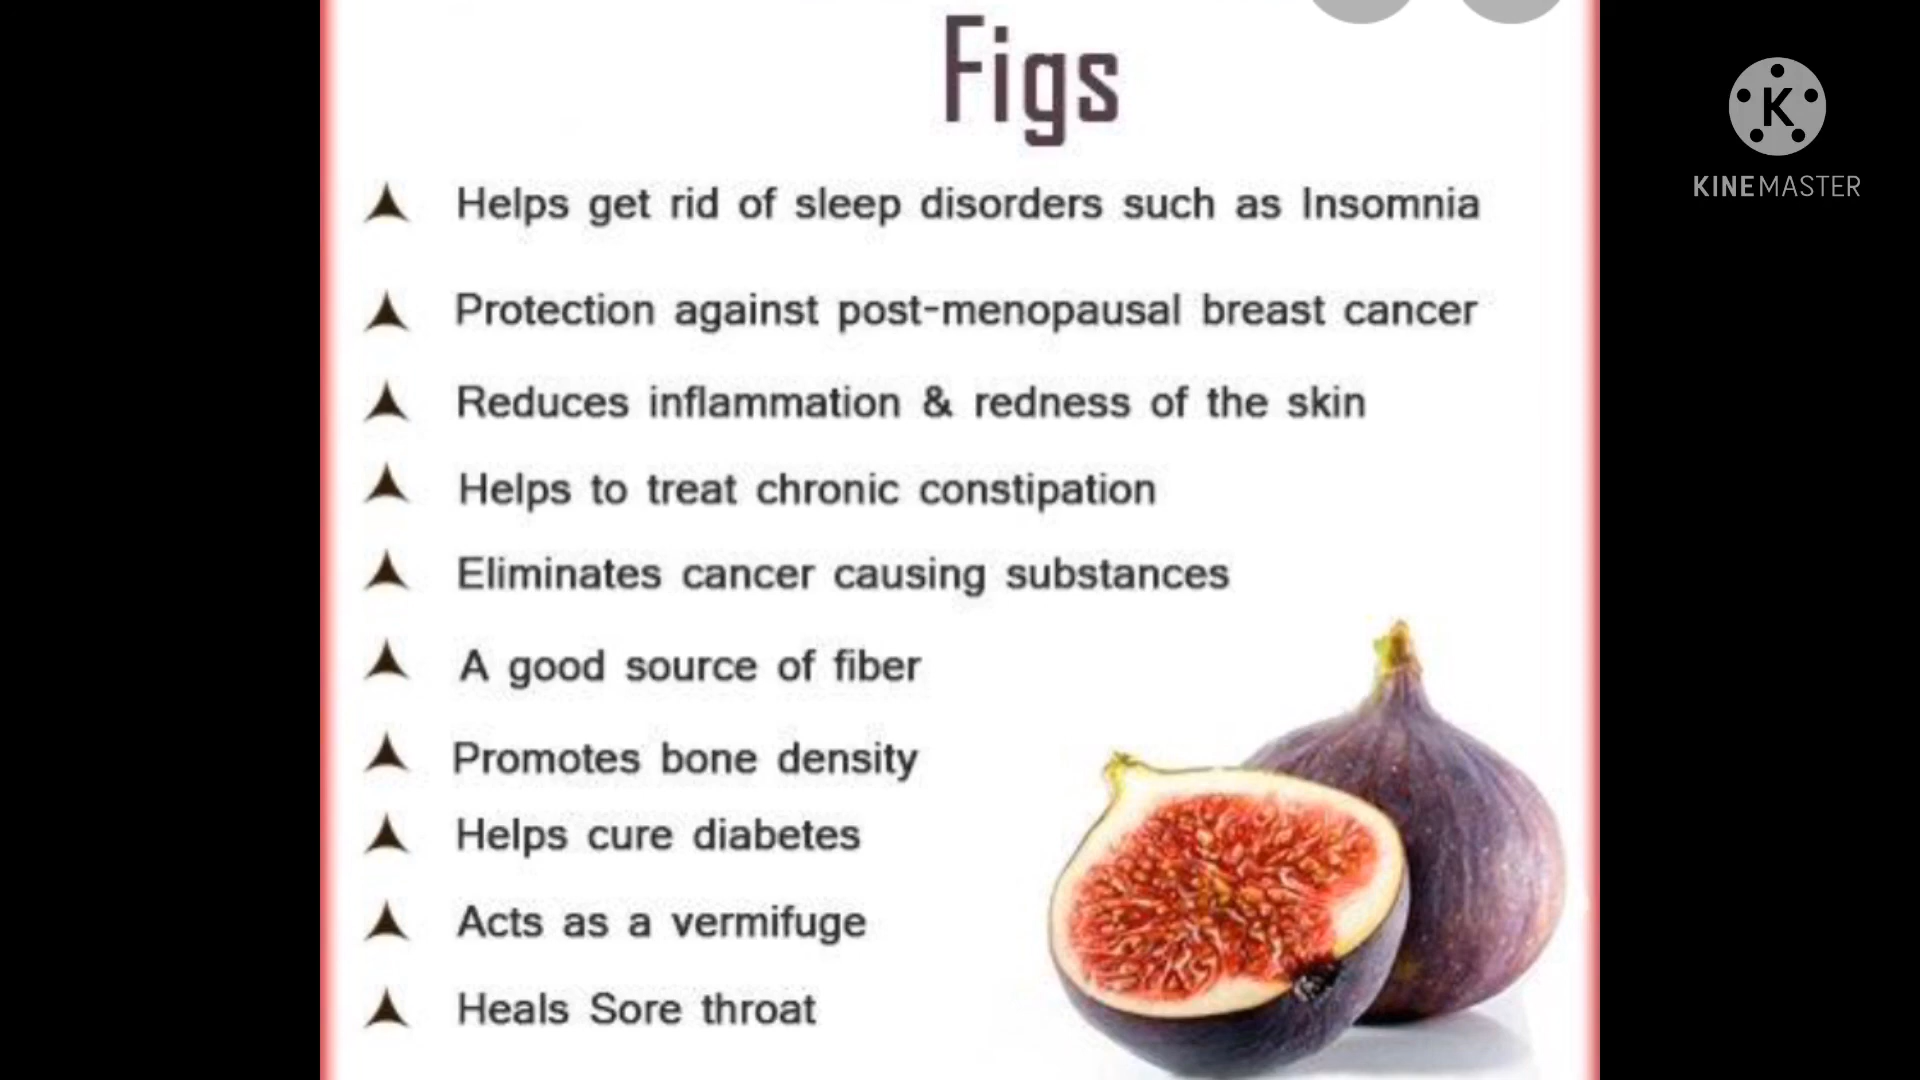 Figs
Helps get rid of sleep disorders such as Insomnia
Protection against post-menopausal breast cancer
Reduces inflammation & redness of the skin
Helps to treat chronic constipation
Eliminates cancer causing substances
A good source of fiber
Promotes bone density
Helps cure diabetes
Acts as a vermifuge
Heals Sore throat
K
KINEMASTER